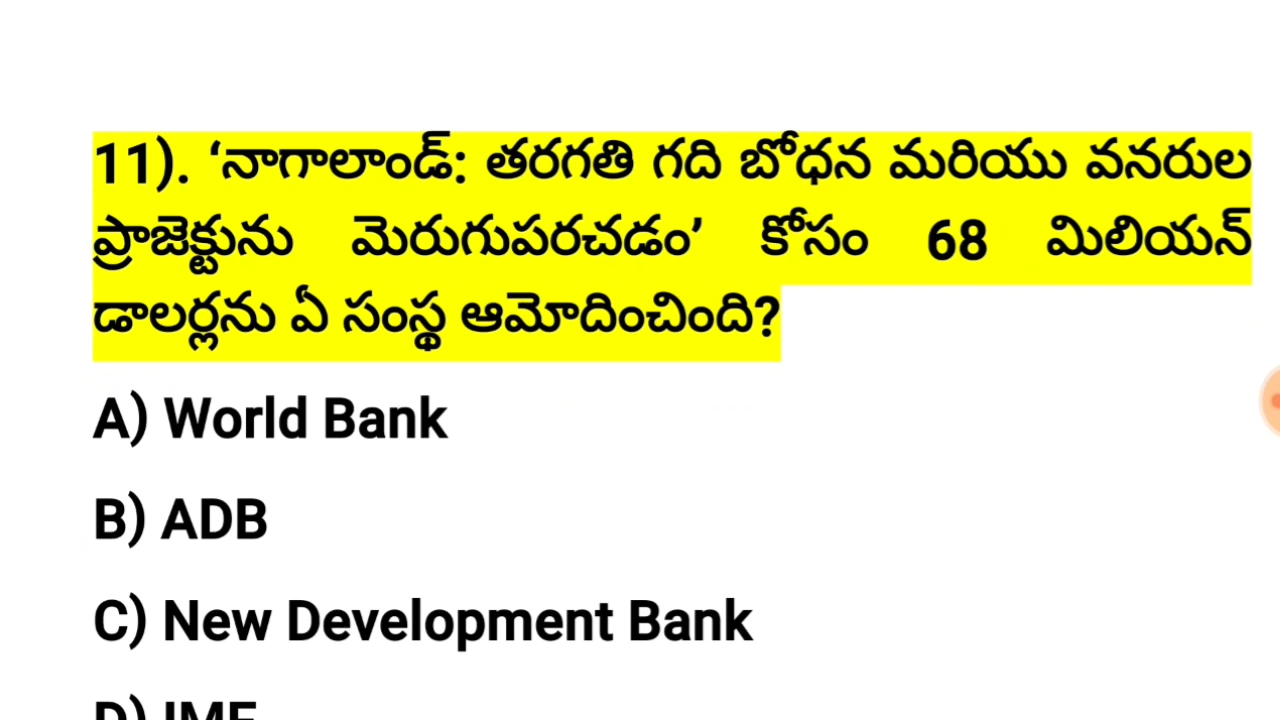 11). ‘నాగాలాండ్: తరగతి గది బోధన మరియు వనరుల
ప్రాజెక్టును మెరుగుపరచడం’ కోసం 68 మిలియన్
డాలర్లను ఏ సంస్థ ఆమోదించింది?
A) World Bank
B) ADB
C) New Development Bank
D) IMF